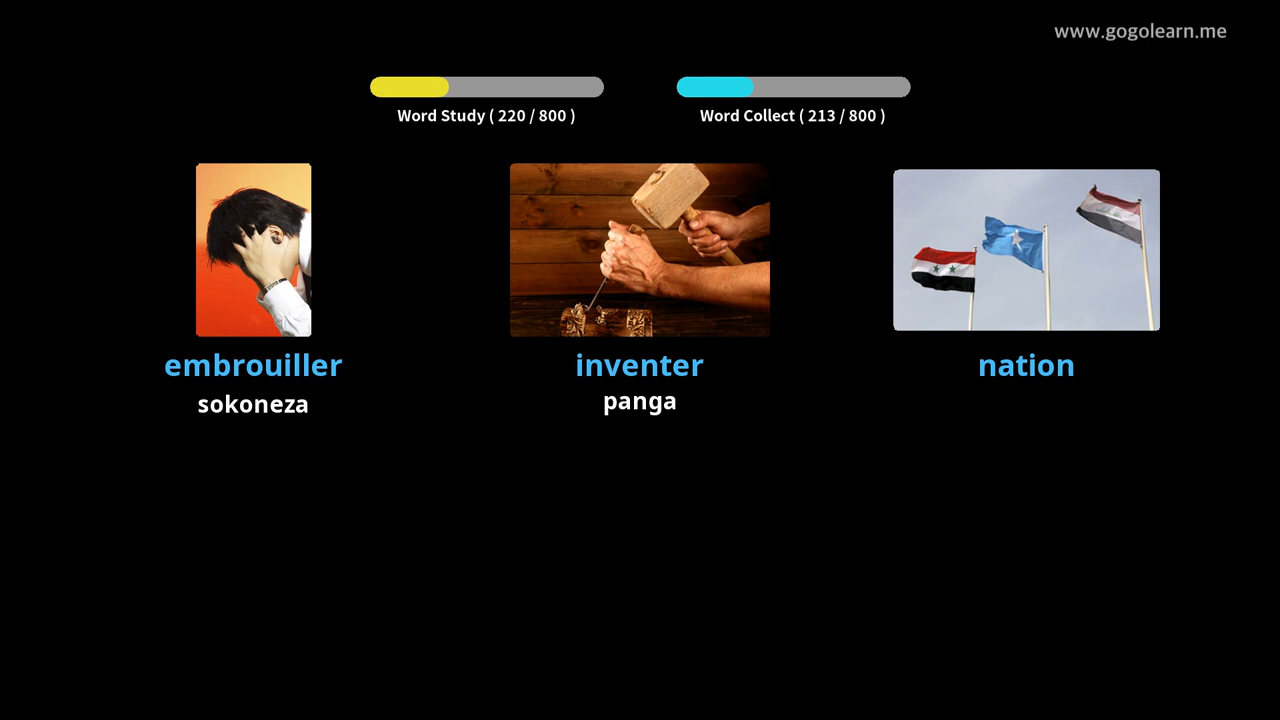 www.gogolearn.me
Word Study ( 220 / 800 )
Word Collect ( 213 / 800 )
embrouiller
inventer
nation
sokoneza
panga